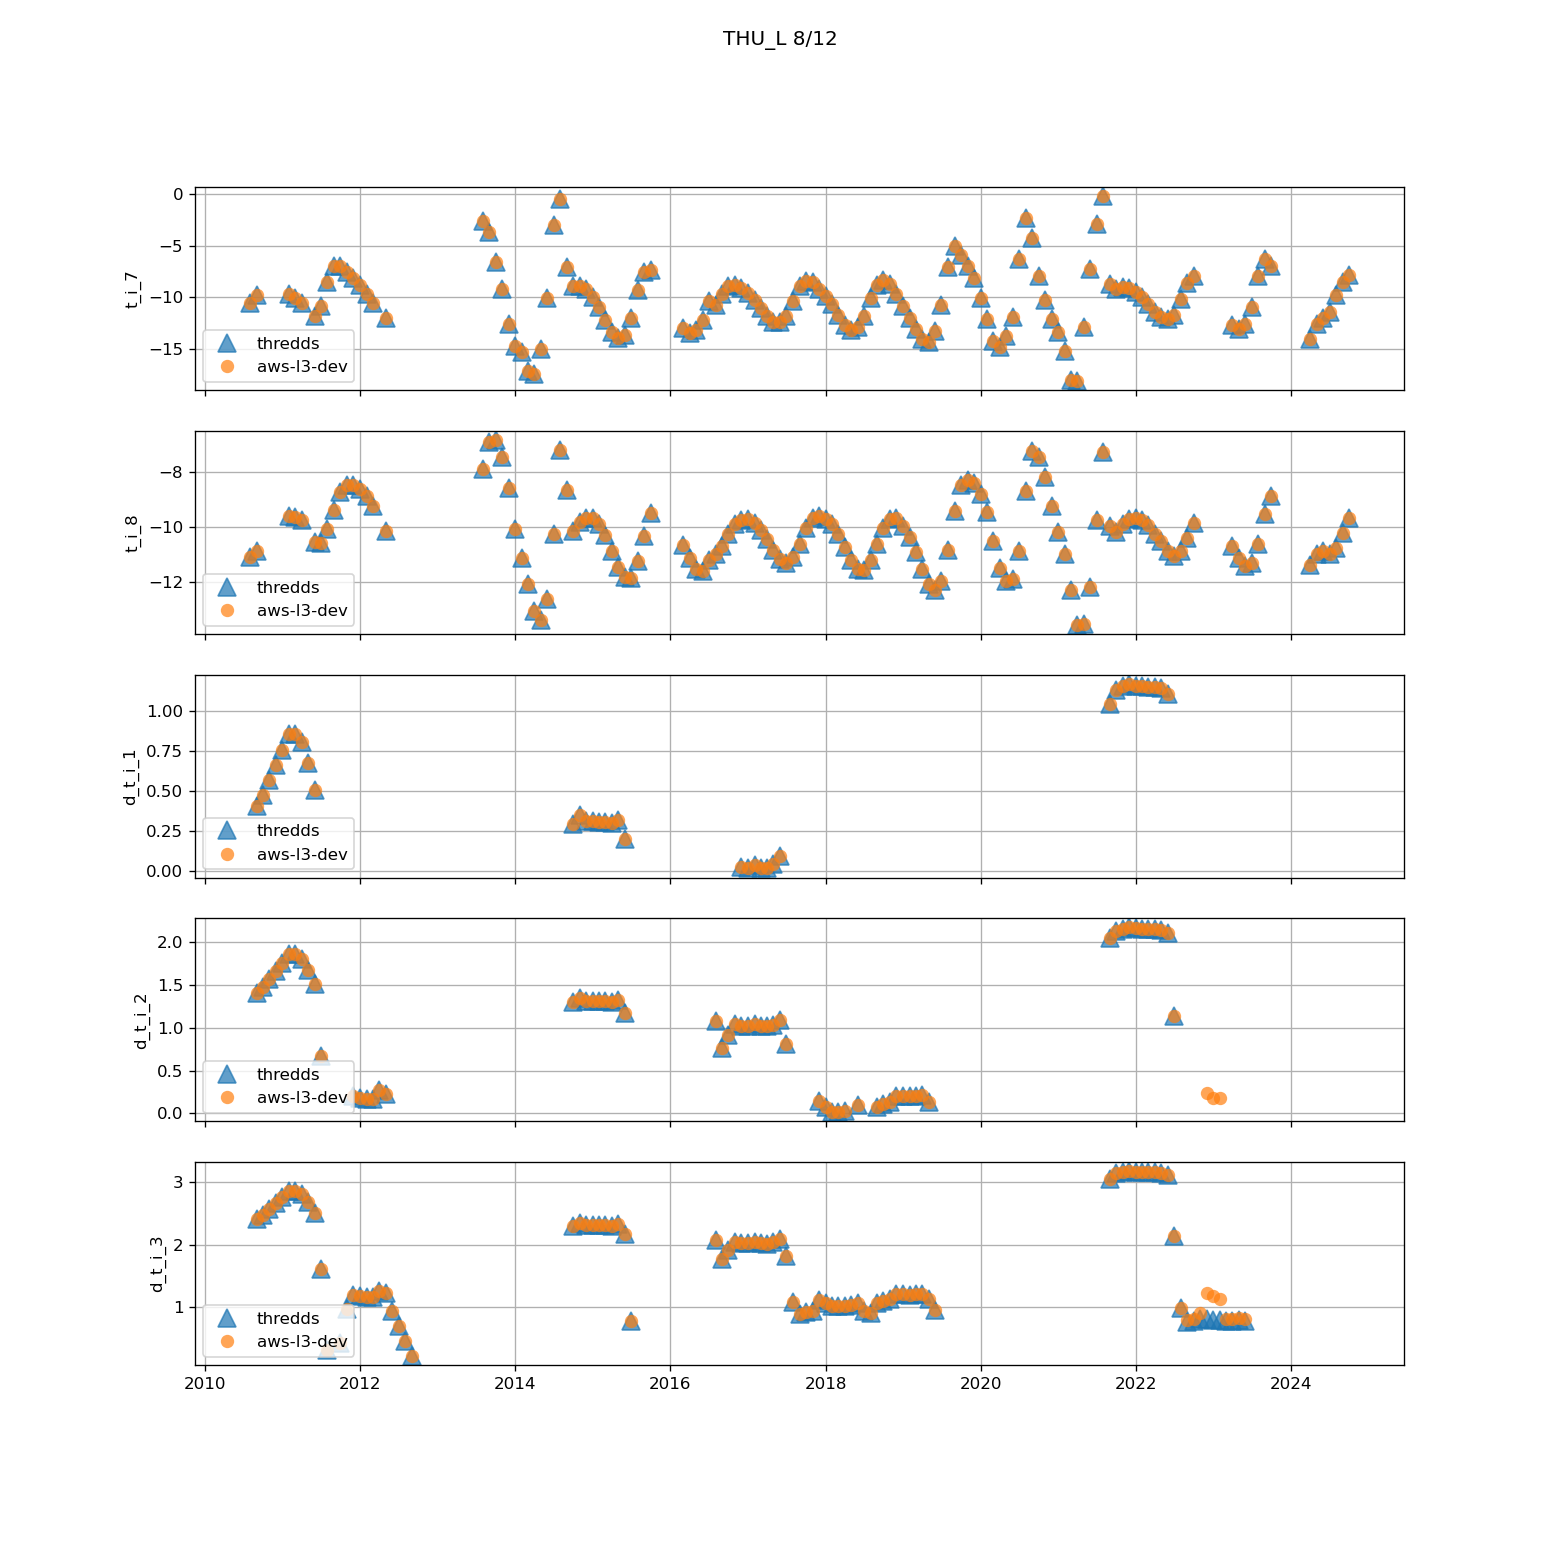 THU_L 8/12
t_i_7
0
−5
−10
−15
thredds
aws-l3-dev
t_i_8
−8
−10
−12
thredds
aws-l3-dev
d_t_i_1
1.00
0.75
0.50
0.25
0.00
thredds
aws-l3-dev
d_t_i_2
2.0
1.5
1.0
0.5
0.0
thredds
aws-l3-dev
d_t_i_3
3
2
1
thredds
aws-l3-dev
2010 2012 2014 2016 2018 2020 2022 2024